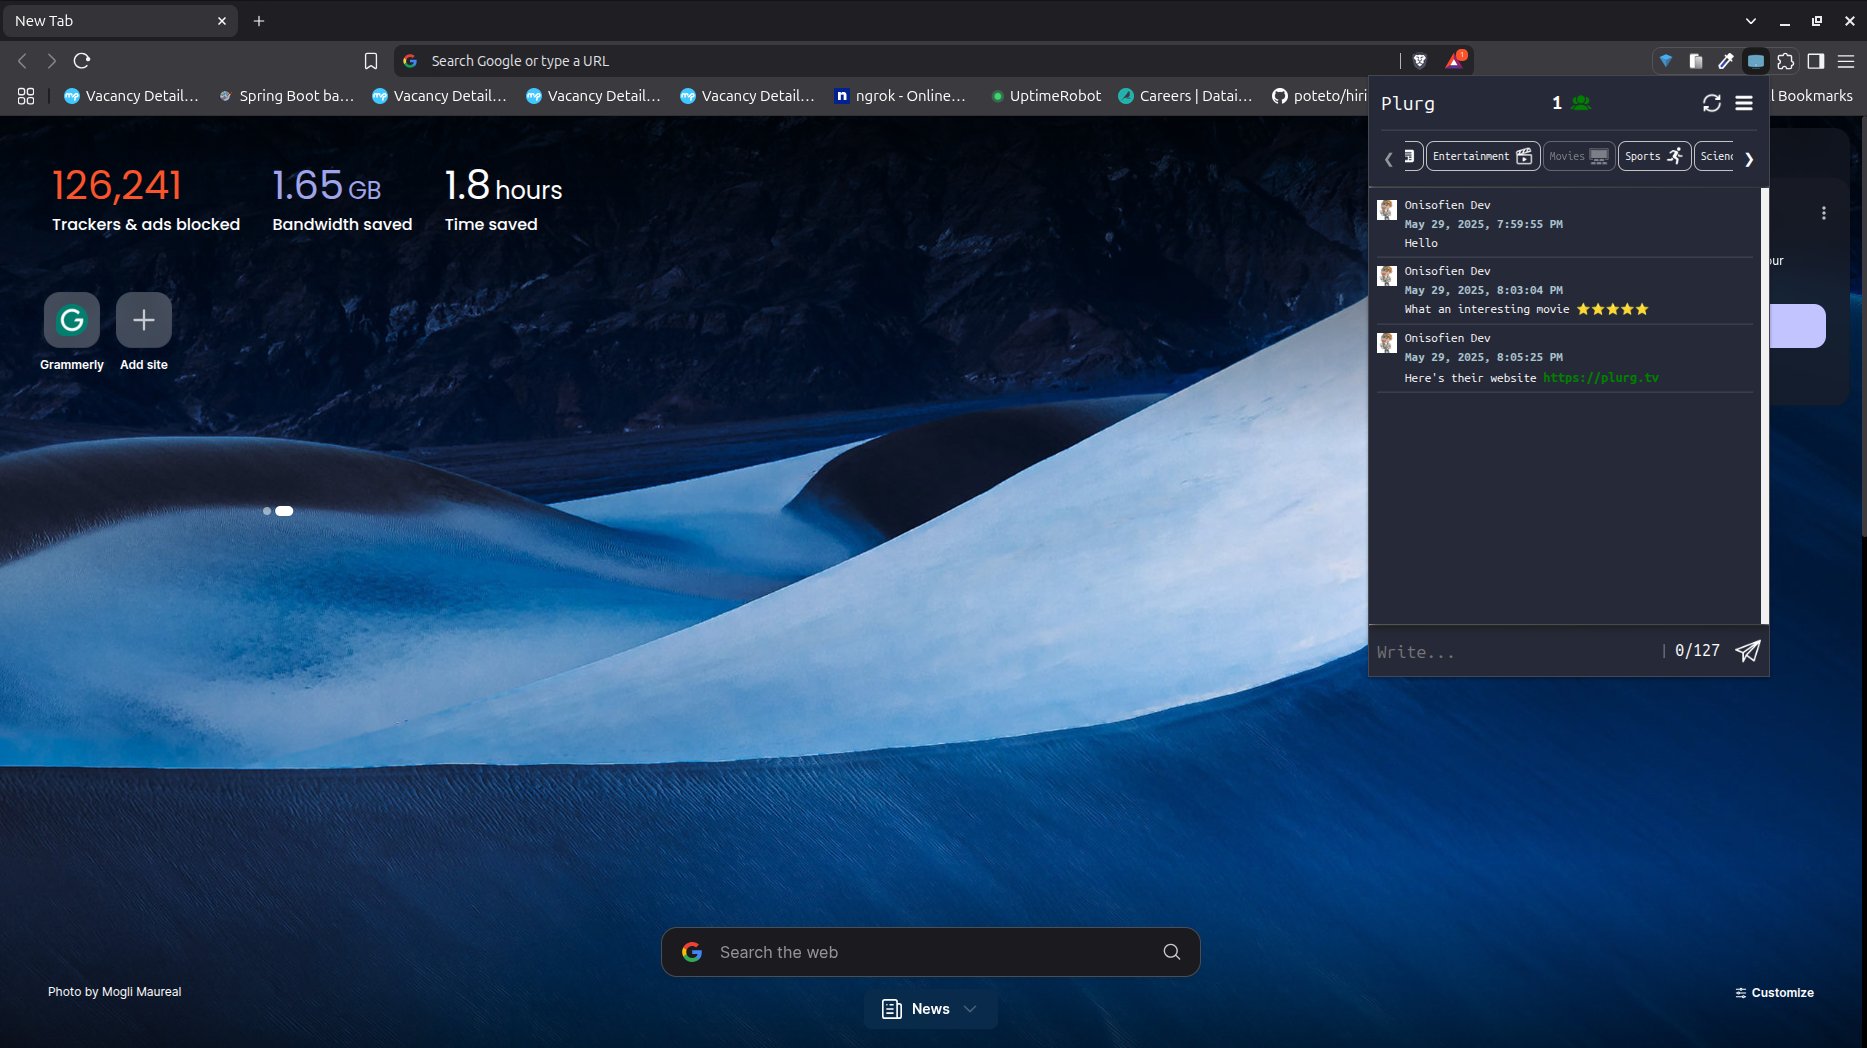 New Tab
Search Google or type a URL
1
Vacancy Detail...
Spring Boot ba...
Vacancy Detail...
Vacancy Detail...
Vacancy Detail...
n ngrok - Online...
UptimeRobot
Careers | Datai...
poteto/hiri
l Bookmarks
126,241
Trackers & ads blocked
1.65 GB
Bandwidth saved
1.8 hours
Time saved
Grammerly
Add site
Plurg
1
Entertainment
Movies
Sports
Scienc
Onisofien Dev
May 29, 2025, 7:59:55 PM
Hello
Onisofien Dev
May 29, 2025, 8:03:04 PM
What an interesting movie ⭐⭐⭐⭐⭐
Onisofien Dev
May 29, 2025, 8:05:25 PM
Here's their website https://plurg.tv
Write...
| 0/127
Search the web
News
Photo by Mogli Maureal
Customize